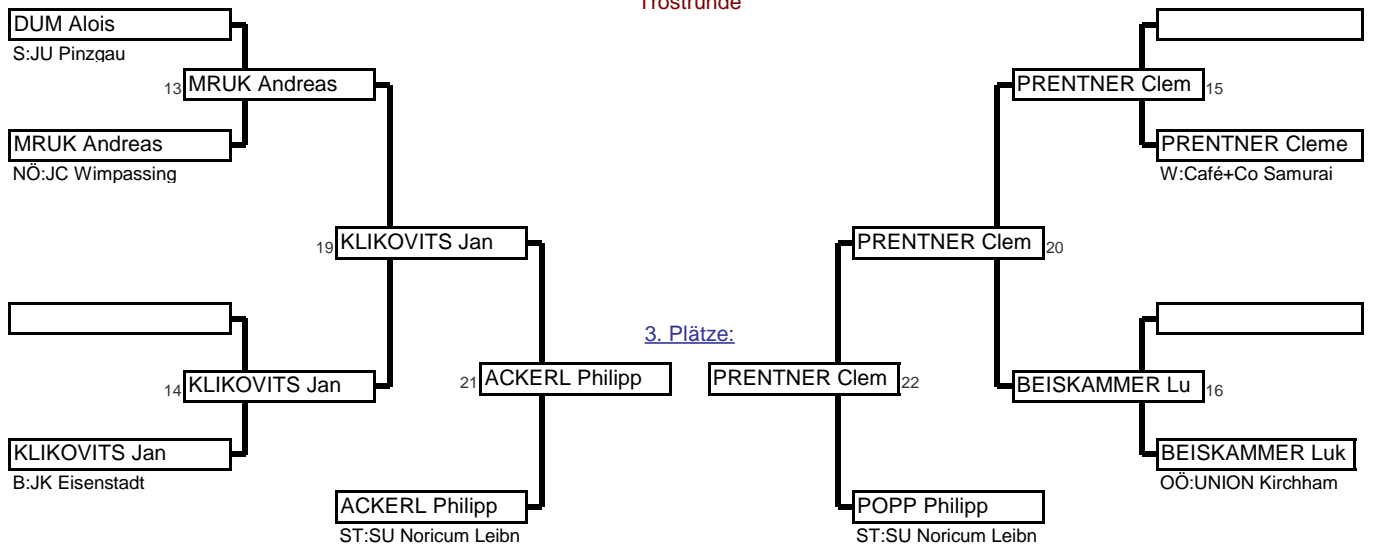 Trostrunde
DUM Alois
S:JU Pinzgau
13 MRUK Andreas
PRENTNER Clem 15
MRUK Andreas
NÖ:JC Wimpassing
PRENTNER Cleme
W:Café+Co Samurai
19 KLIKOVITS Jan
PRENTNER Clem 20
3. Plätze:
14 KLIKOVITS Jan
21 ACKERL Philipp
PRENTNER Clem 22
BEISKAMMER Lu 16
KLIKOVITS Jan
B:JK Eisenstadt
BEISKAMMER Luk
OÖ:UNION Kirchham
ACKERL Philipp
ST:SU Noricum Leibn
POPP Philipp
ST:SU Noricum Leibn